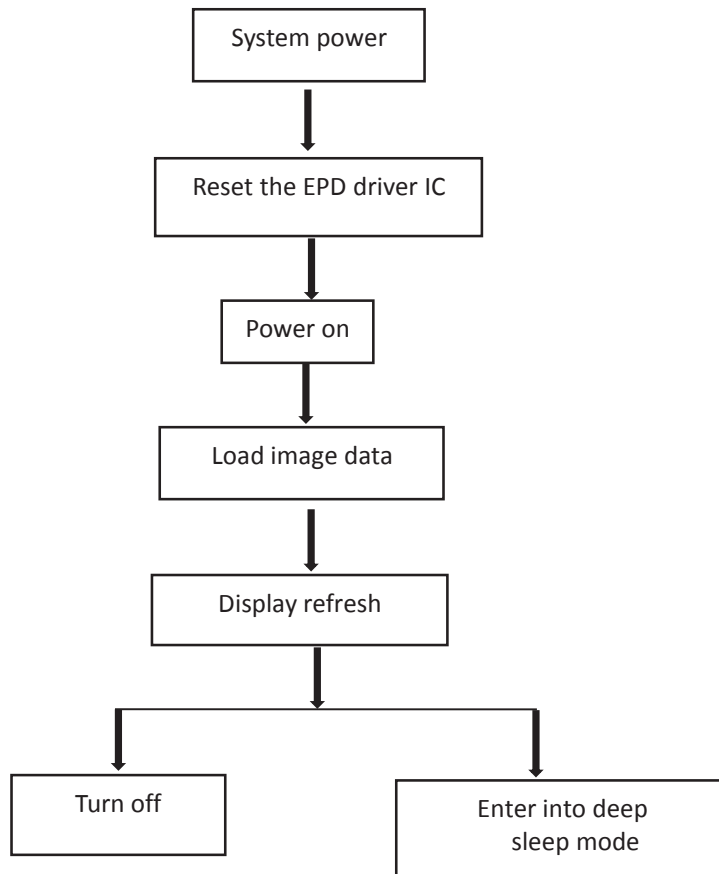 System power
Reset the EPD driver IC
Power on
Load image data
Display refresh
Turn off
Enter into deep
sleep mode